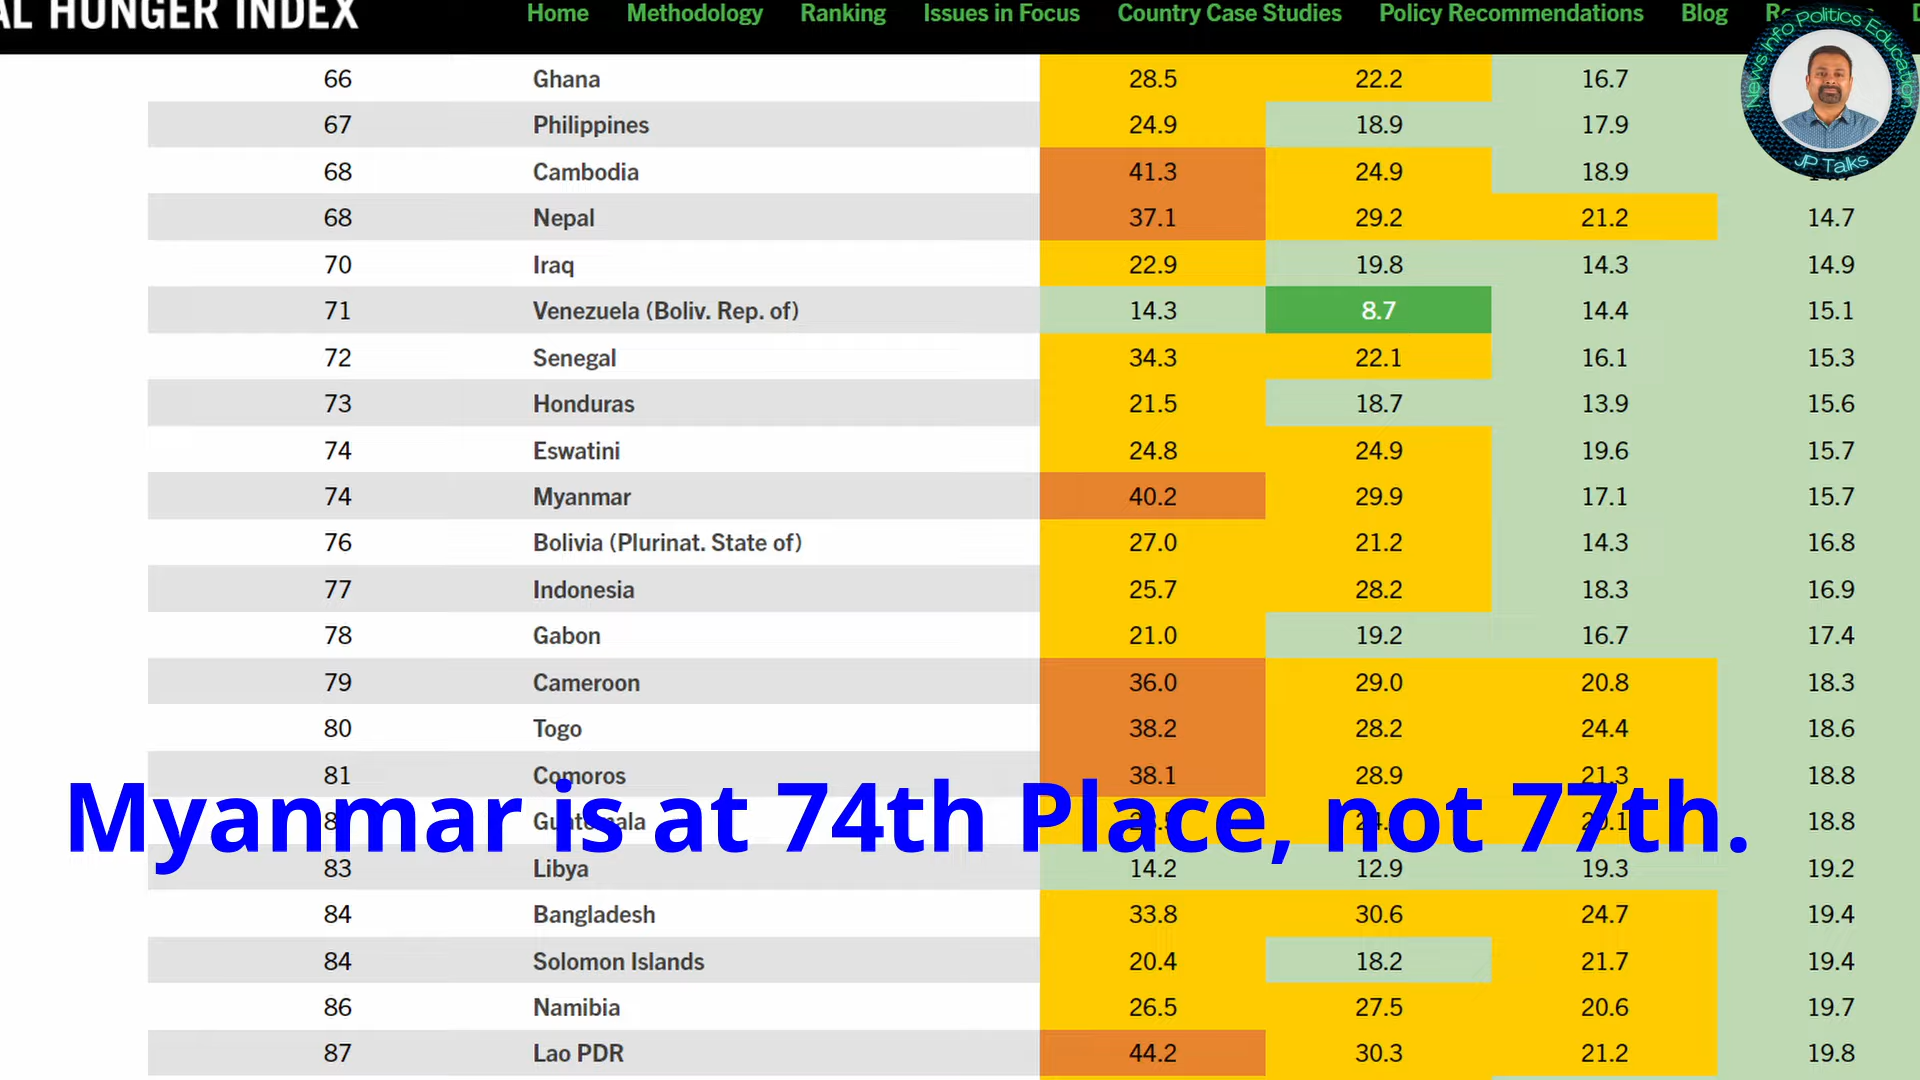 AL HUNGER INDEX Home Methodology Ranking Issues in Focus Country Case Studies Policy Recommendations Blog
News Info Politics Education
JP Talks
66 Ghana 28.5 22.2 16.7
67 Philippines 24.9 18.9 17.9
68 Cambodia 41.3 24.9 18.9
68 Nepal 37.1 29.2 21.2 14.7
70 Iraq 22.9 19.8 14.3 14.9
71 Venezuela (Boliv. Rep. of) 14.3 8.7 14.4 15.1
72 Senegal 34.3 22.1 16.1 15.3
73 Honduras 21.5 18.7 13.9 15.6
74 Eswatini 24.8 24.9 19.6 15.7
74 Myanmar 40.2 29.9 17.1 15.7
76 Bolivia (Plurinat. State of) 27.0 21.2 14.3 16.8
77 Indonesia 25.7 28.2 18.3 16.9
78 Gabon 21.0 19.2 16.7 17.4
79 Cameroon 36.0 29.0 20.8 18.3
80 Togo 38.2 28.2 24.4 18.6
81 Comoros 38.1 28.9 21.3 18.8
Myanmar is at 74th Place, not 77th.
Guatemala 18.8
83 Libya 14.2 12.9 19.3 19.2
84 Bangladesh 33.8 30.6 24.7 19.4
84 Solomon Islands 20.4 18.2 21.7 19.4
86 Namibia 26.5 27.5 20.6 19.7
87 Lao PDR 44.2 30.3 21.2 19.8